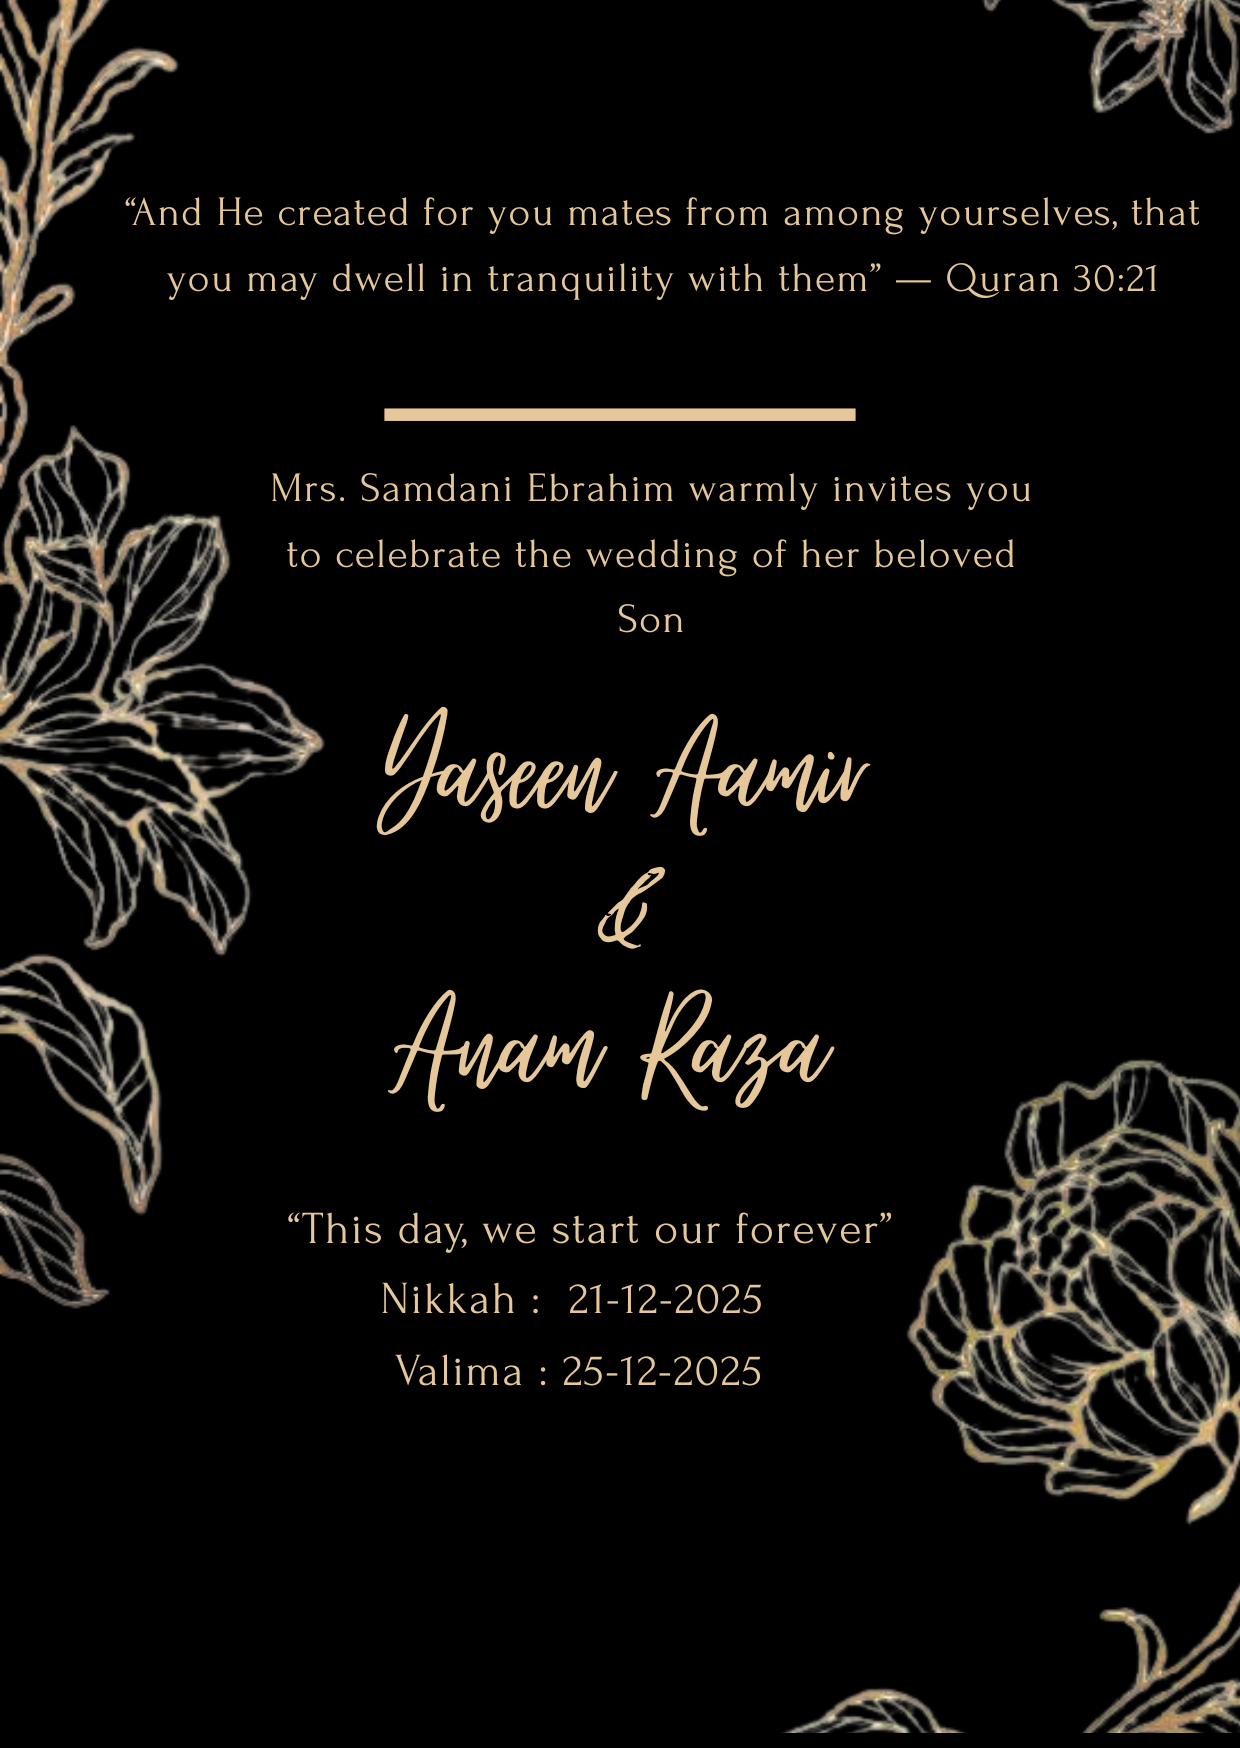 “And He created for you mates from among yourselves, that
you may dwell in tranquility with them” — Quran 30:21
Mrs. Samdani Ebrahim warmly invites you
to celebrate the wedding of her beloved
Son
Yaseen Aamir
&
Anam Raza
“This day, we start our forever”
Nikkah : 21-12-2025
Valima : 25-12-2025